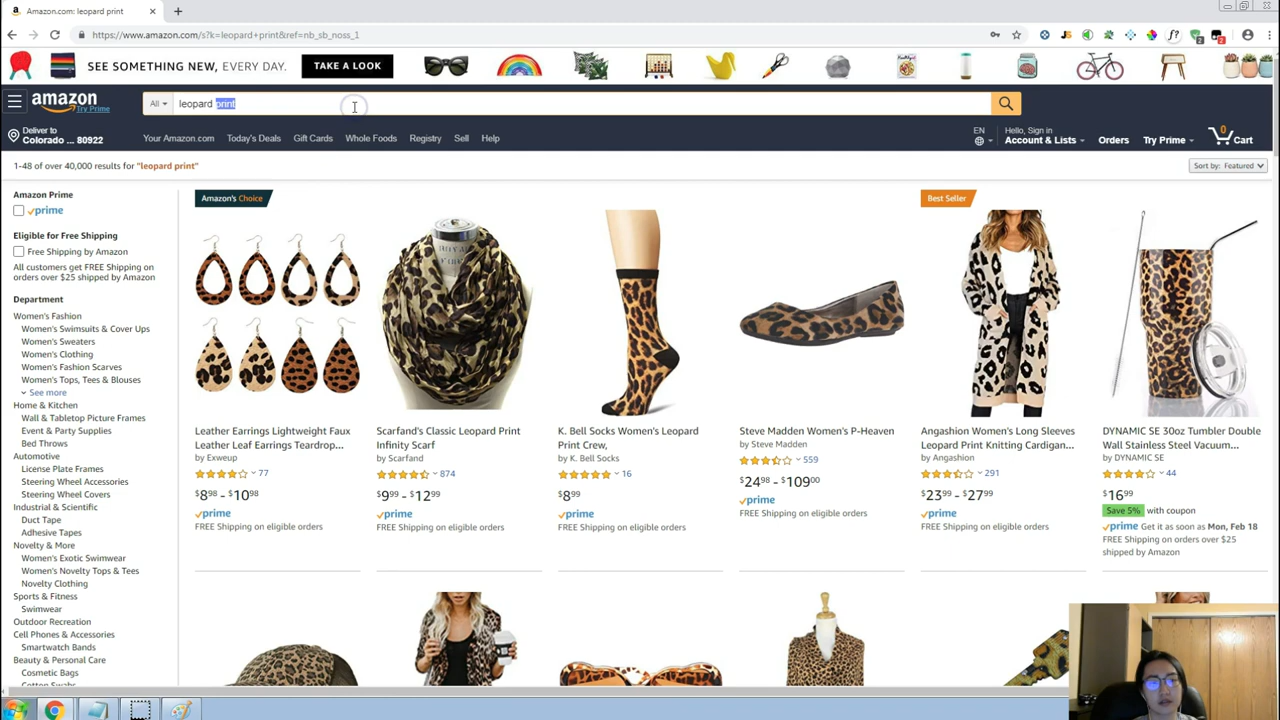 Amazon.com: leopard print
https://www.amazon.com/s?k=leopard+print&ref=nb_sb_noss_1
SEE SOMETHING NEW, EVERY DAY.
TAKE A LOOK
amazon
Try Prime
All
leopard print
Deliver to
Colorado ... 80922
Your Amazon.com
Today's Deals
Gift Cards
Whole Foods
Registry
Sell
Help
EN
Hello, Sign in
Account & Lists
Orders
Try Prime
0
Cart
1-48 of over 40,000 results for "leopard print"
Sort by: Featured
Amazon Prime
prime
Eligible for Free Shipping
Free Shipping by Amazon
All customers get FREE Shipping on
orders over $25 shipped by Amazon
Department
Women's Fashion
Women's Swimsuits & Cover Ups
Women's Sweaters
Women's Clothing
Women's Fashion Scarves
Women's Tops, Tees & Blouses
See more
Home & Kitchen
Wall & Tabletop Picture Frames
Event & Party Supplies
Bed Throws
Automotive
License Plate Frames
Steering Wheel Accessories
Steering Wheel Covers
Industrial & Scientific
Duct Tape
Adhesive Tapes
Novelty & More
Women's Exotic Swimwear
Women's Novelty Tops & Tees
Novelty Clothing
Sports & Fitness
Swimwear
Outdoor Recreation
Cell Phones & Accessories
Smartwatch Bands
Beauty & Personal Care
Cosmetic Bags
Cotton Swabs
Amazon's Choice
Leather Earrings Lightweight Faux
Leather Leaf Earrings Teardrop...
by Exweup
77
$8.98 - $10.98
prime
FREE Shipping on eligible orders
Scarfand's Classic Leopard Print
Infinity Scarf
by Scarfand
874
$9.99 - $12.99
prime
FREE Shipping on eligible orders
K. Bell Socks Women's Leopard
Print Crew,
by K. Bell Socks
16
$8.99
prime
FREE Shipping on eligible orders
Steve Madden Women's P-Heaven
by Steve Madden
559
$24.98 - $109.00
prime
FREE Shipping on eligible orders
Best Seller
Angashion Women's Long Sleeves
Leopard Print Knitting Cardigan...
by Angashion
291
$23.99 - $27.99
prime
FREE Shipping on eligible orders
DYNAMIC SE 30oz Tumbler Double
Wall Stainless Steel Vacuum...
by DYNAMIC SE
44
$16.99
Save 5% with coupon
prime Get it as soon as Mon, Feb 18
FREE Shipping on orders over $25
shipped by Amazon